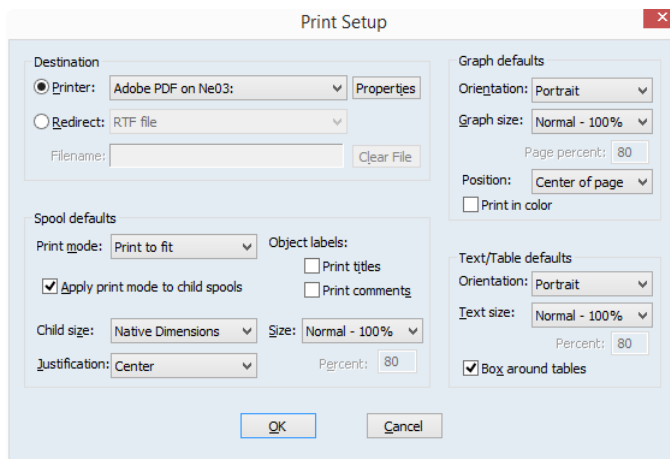 Print Setup
Destination
Printer: Adobe PDF on Ne03: Properties
Redirect: RTF file
Filename: Clear File
Spool defaults
Print mode: Print to fit
Apply print mode to child spools
Object labels:
Print titles
Print comments
Child size: Native Dimensions Size: Normal - 100%
Justification: Center Percent: 80
Graph defaults
Orientation: Portrait
Graph size: Normal - 100%
Page percent: 80
Position: Center of page
Print in color
Text/Table defaults
Orientation: Portrait
Text size: Normal - 100%
Percent: 80
Box around tables
OK Cancel